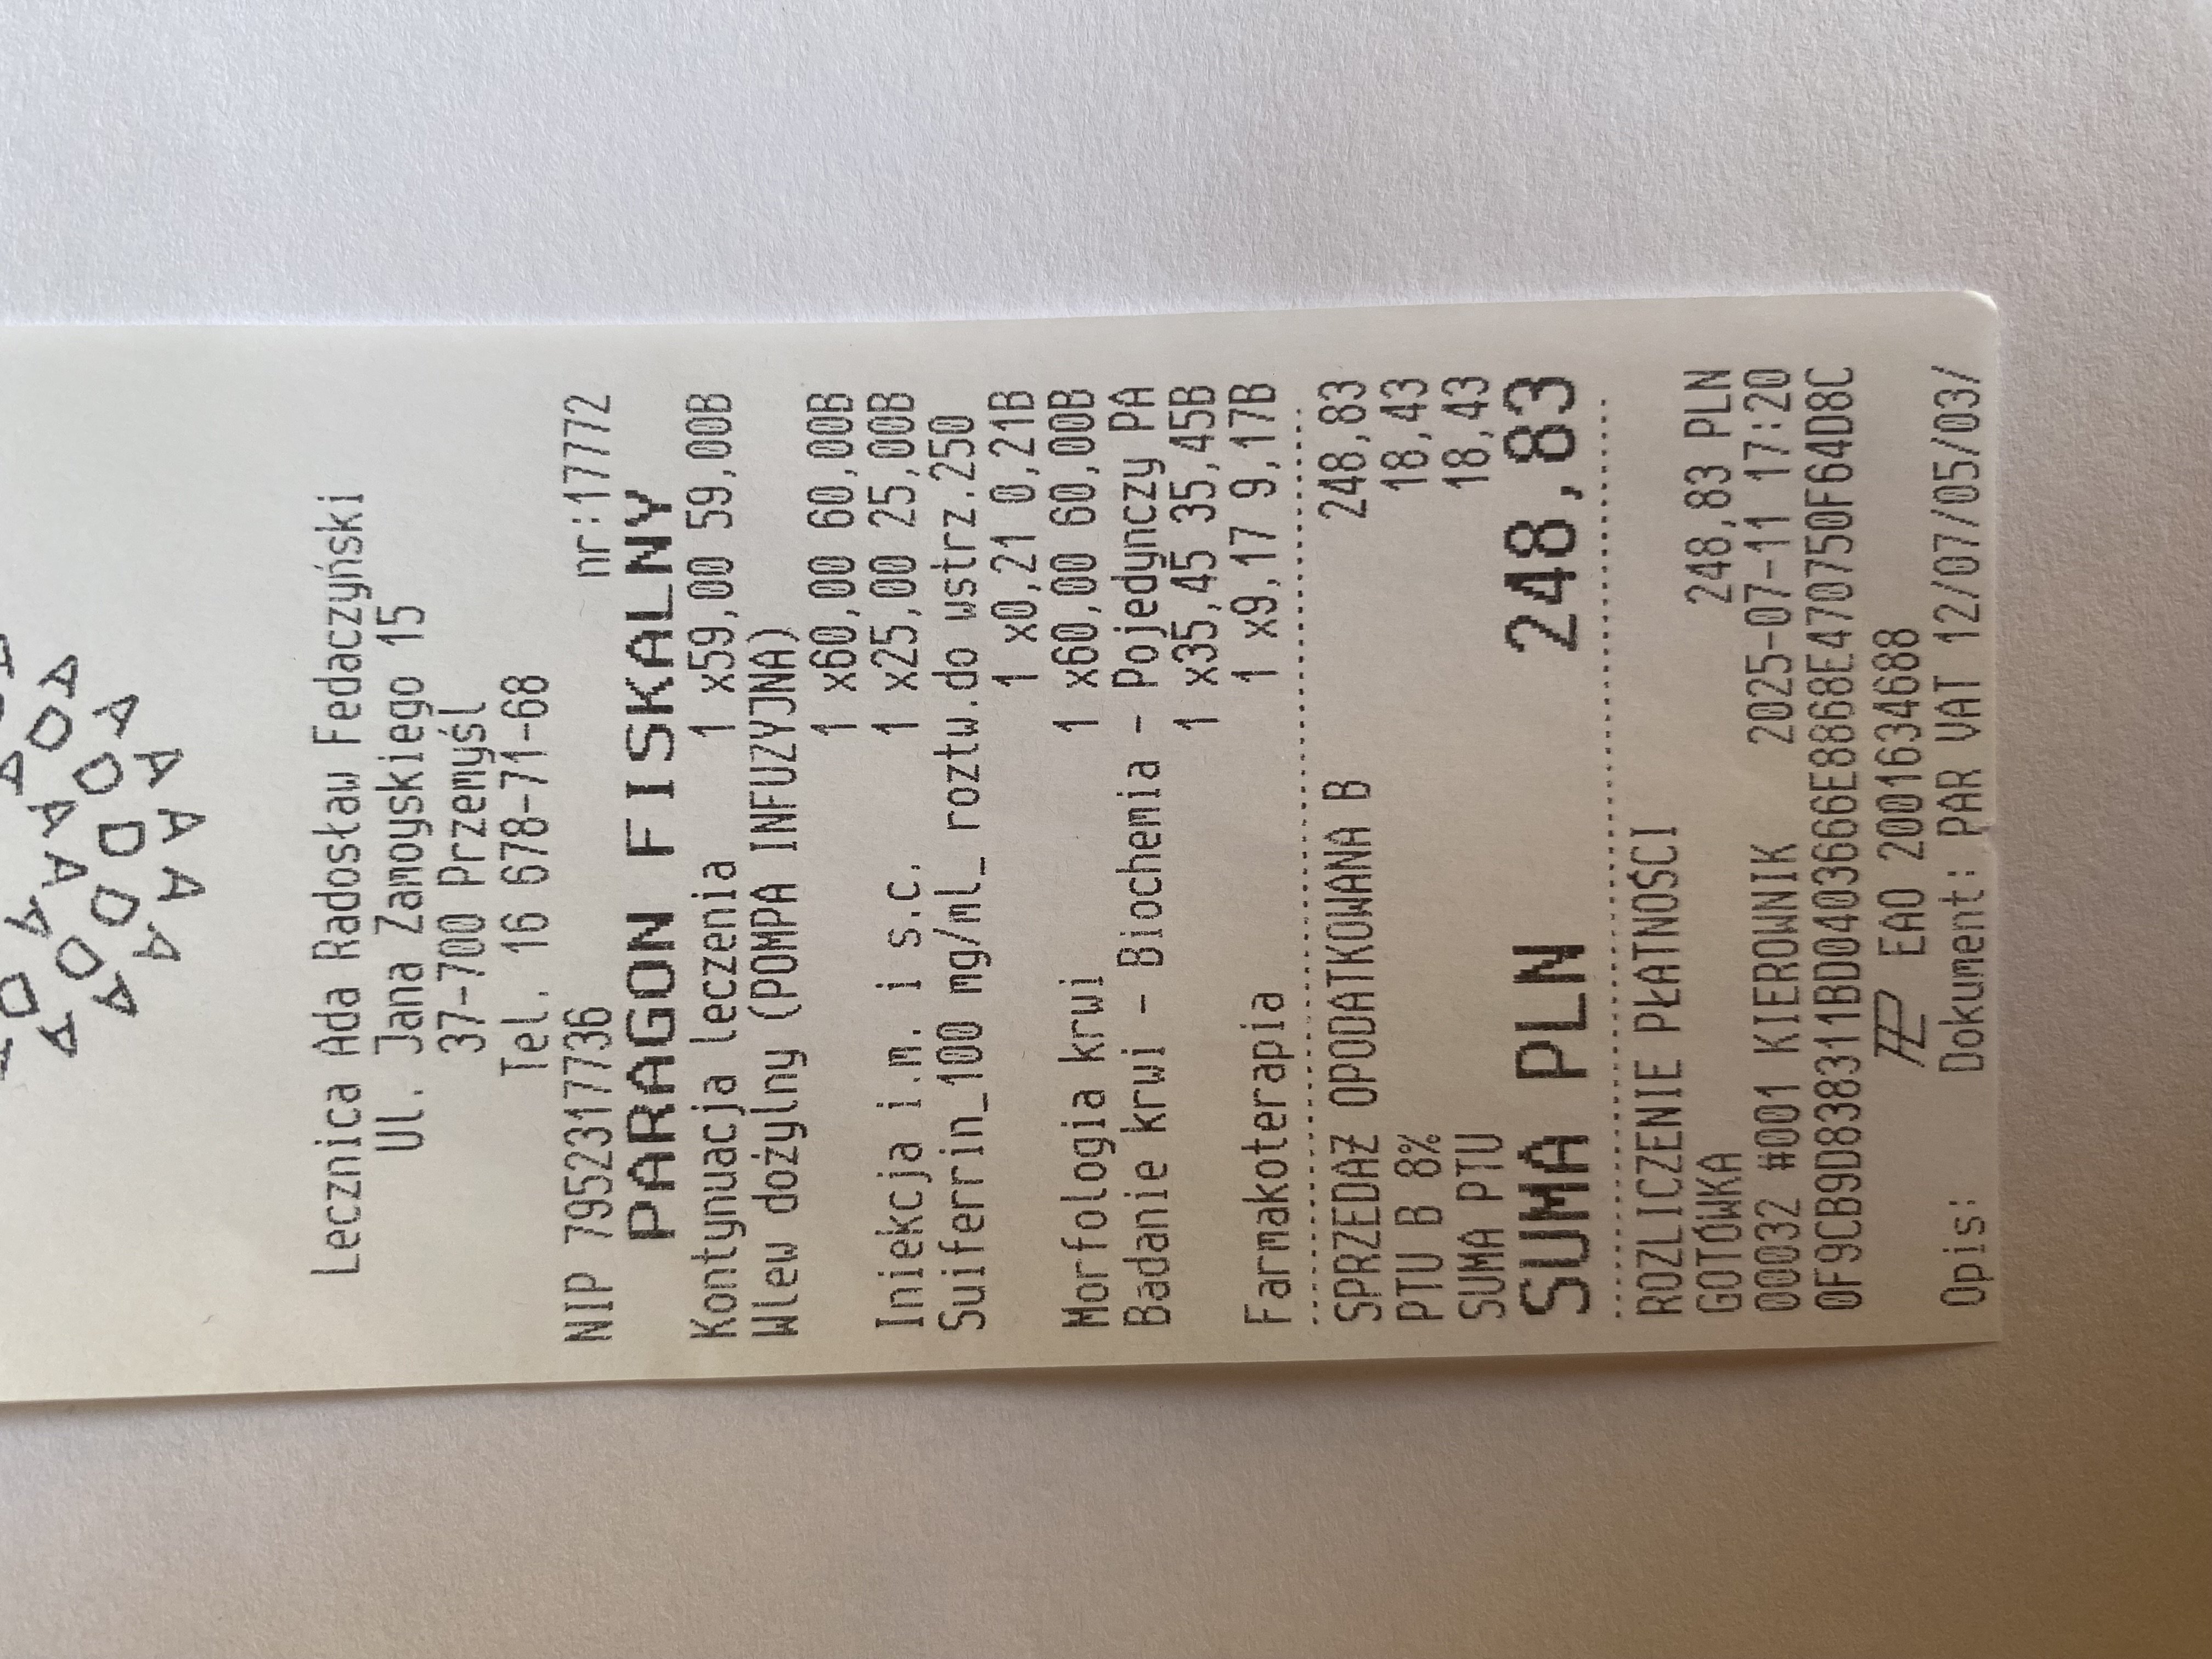 Lecznica Ada Radosław Fedaczyński
Ul. Jana Zamoyskiego 15
37-700 Przemyśl
Tel. 16 678-71-68
NIP 7952317736 nr:17772
PARAGON FISKALNY
Kontynuacja leczenia 1 x59,00 59,00B
Wlew dożylny (POMPA INFUZYJNA)
1 x60,00 60,00B
Iniekcja i.m. i s.c. 1 x25,00 25,00B
Suiferrin_100 mg/ml_ roztw.do wstrz.250
1 x0,21 0,21B
Morfologia krwi 1 x60,00 60,00B
Badanie krwi - Biochemia - Pojedynczy PA
1 x35,45 35,45B
Farmakoterapia 1 x9,17 9,17B
SPRZEDAŻ OPODATKOWANA B 248,83
PTU B 8% 18,43
SUMA PTU 18,43
SUMA PLN 248,83
ROZLICZENIE PŁATNOŚCI
GOTÓWKA 248,83 PLN
00032 #001 KIEROWNIK 2025-07-11 17:20
0F9CB9D838311BD0403666E8868E470750F64D8C
EAO 2001634688
Opis: Dokument: PAR VAT 12/07/05/03/